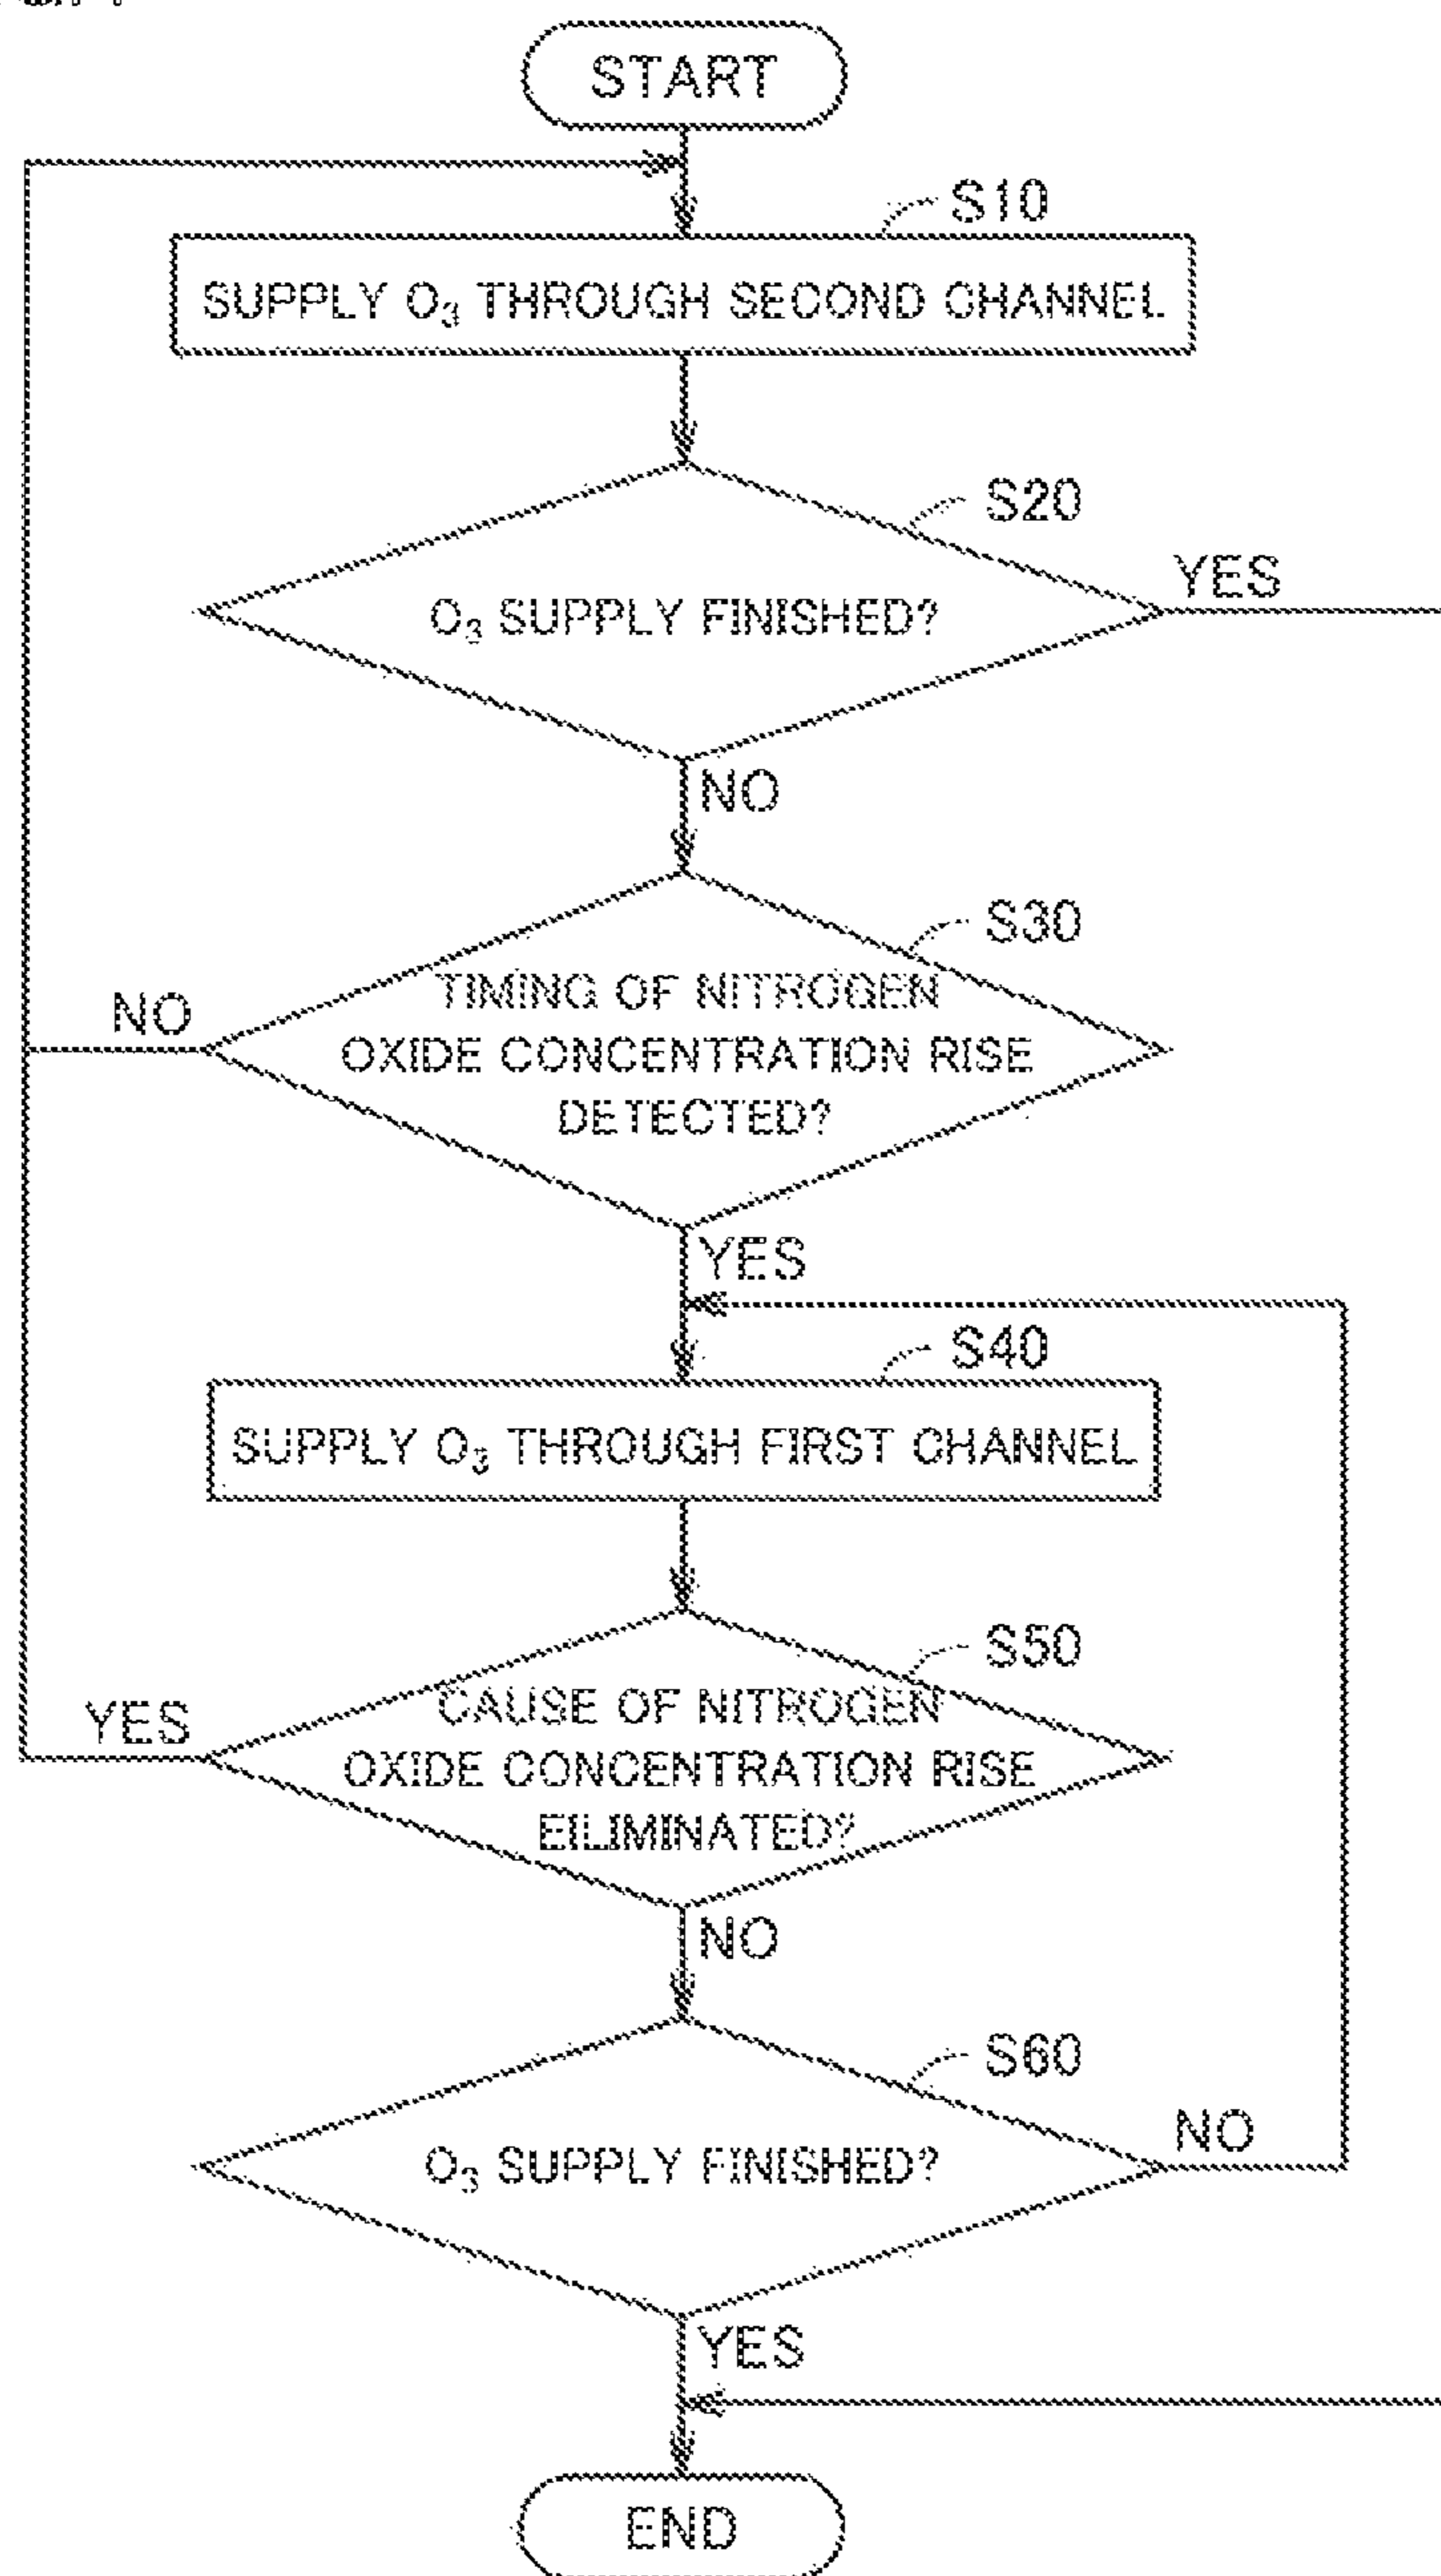 START
S10
SUPPLY O₃ THROUGH SECOND CHANNEL
S20
O₃ SUPPLY FINISHED?
YES
NO
S30
TIMING OF NITROGEN
OXIDE CONCENTRATION RISE
DETECTED?
NO
YES
S40
SUPPLY O₃ THROUGH FIRST CHANNEL
S50
CAUSE OF NITROGEN
OXIDE CONCENTRATION RISE
EILIMINATED?
YES
NO
S60
O₃ SUPPLY FINISHED?
NO
YES
END